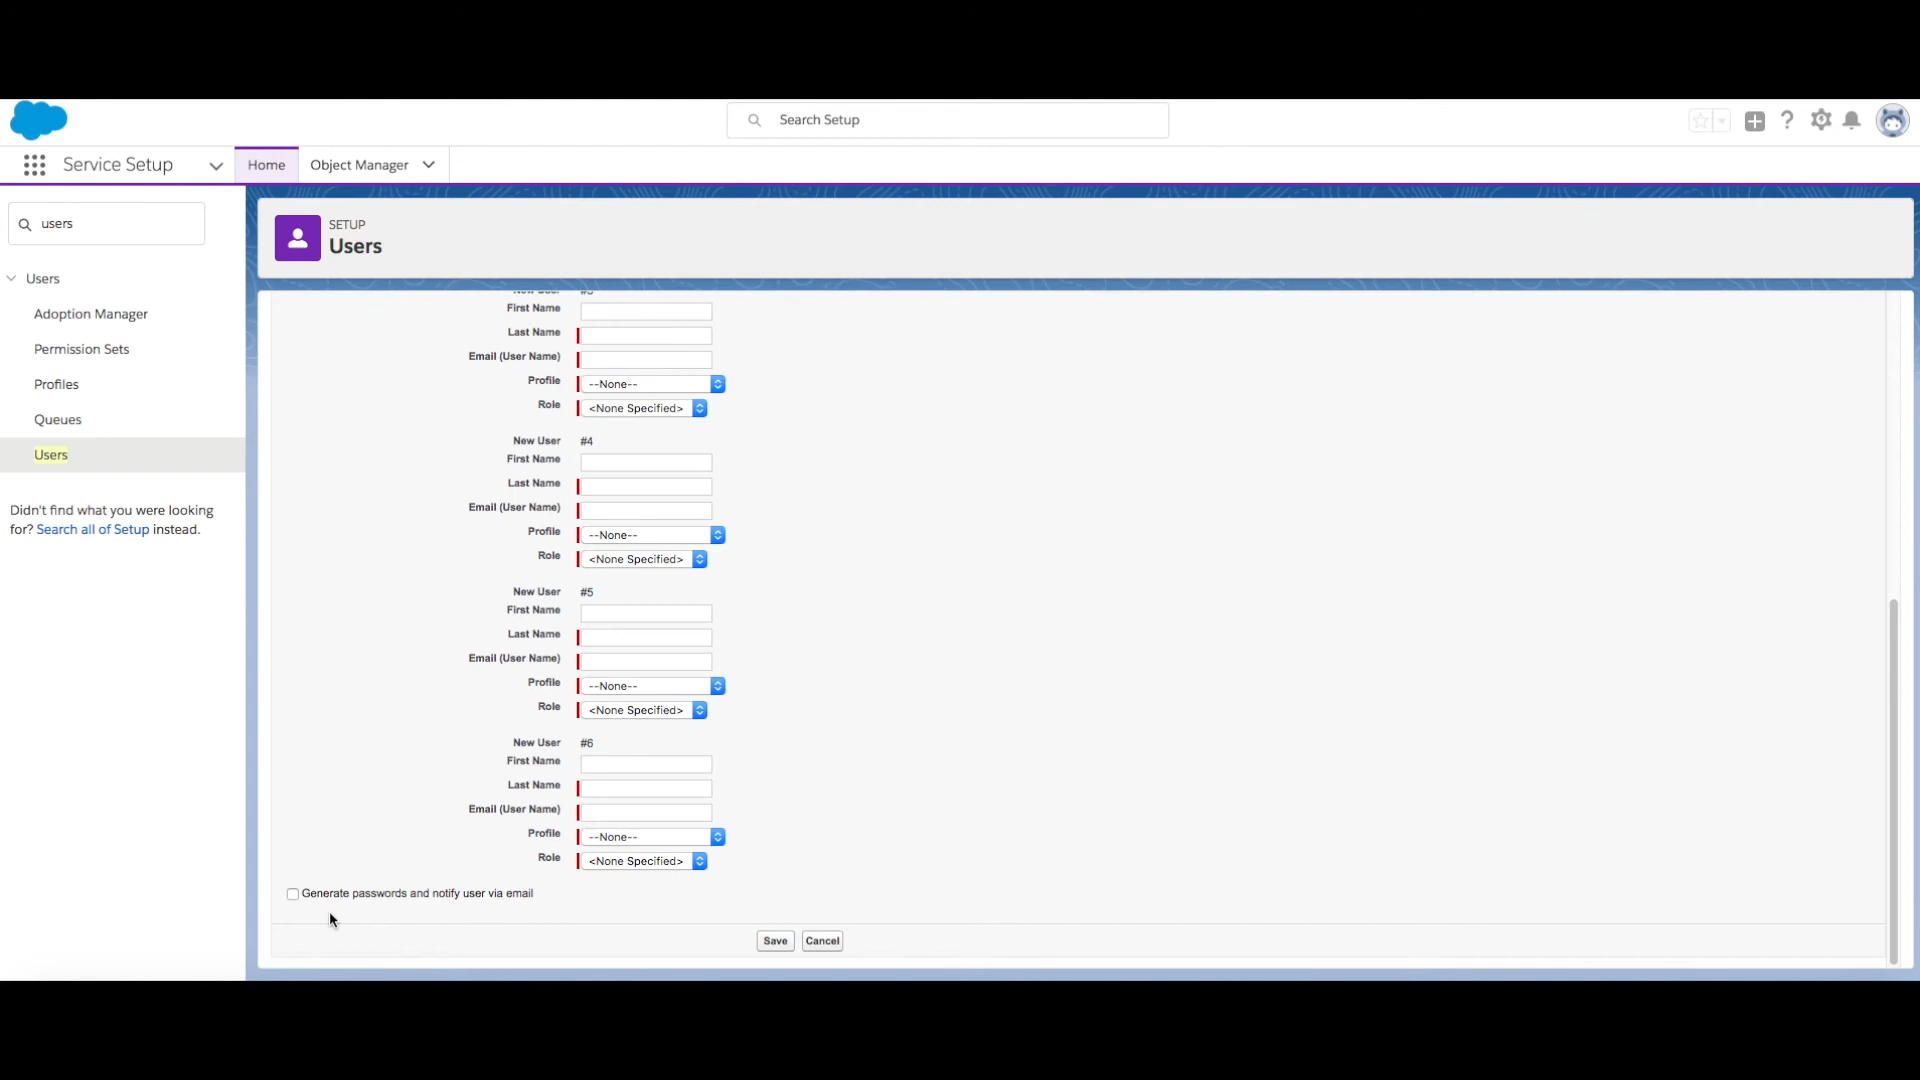 Search Setup
Service Setup
Home
Object Manager
users
SETUP
Users
Users
Adoption Manager
Permission Sets
Profiles
Queues
Users
Didn't find what you were looking
for? Search all of Setup instead.
New User #3
First Name
Last Name
Email (User Name)
Profile --None--
Role <None Specified>
New User #4
First Name
Last Name
Email (User Name)
Profile --None--
Role <None Specified>
New User #5
First Name
Last Name
Email (User Name)
Profile --None--
Role <None Specified>
New User #6
First Name
Last Name
Email (User Name)
Profile --None--
Role <None Specified>
Generate passwords and notify user via email
Save Cancel